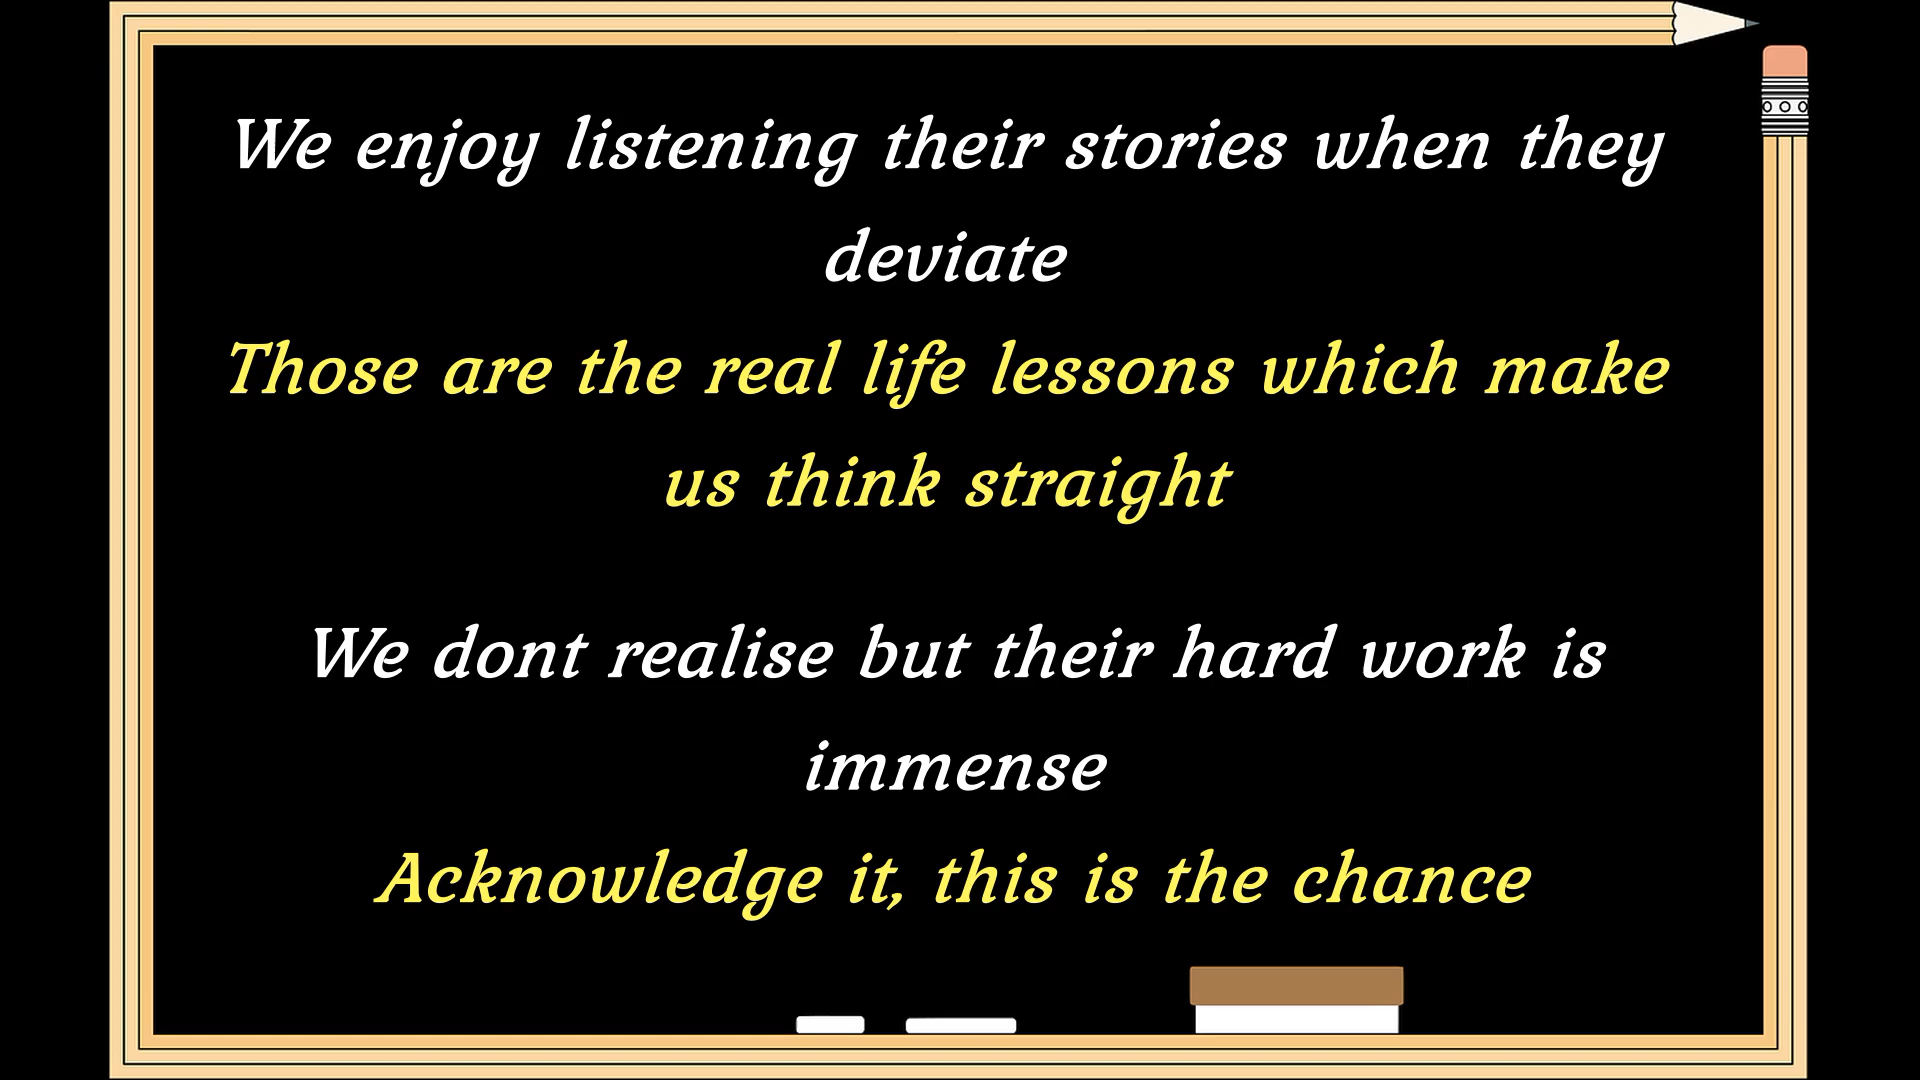 We enjoy listening their stories when they
deviate
Those are the real life lessons which make
us think straight
We dont realise but their hard work is
immense
Acknowledge it, this is the chance